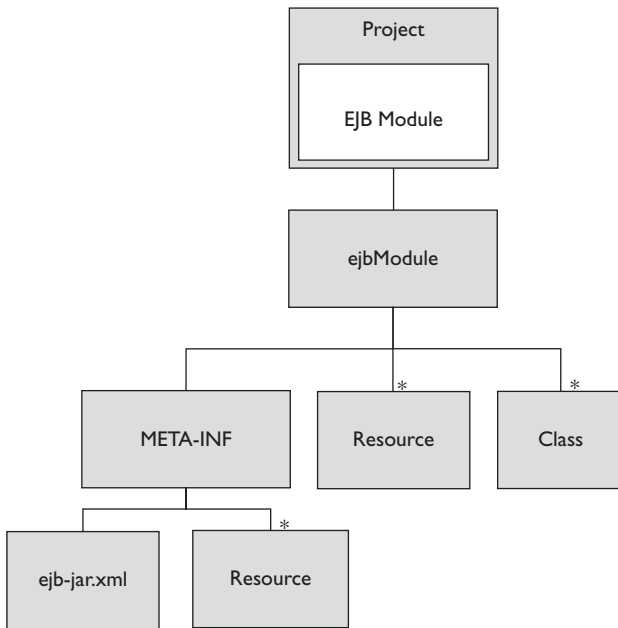 Project
EJB Module
ejbModule
*
*
META-INF
Resource
Class
*
ejb-jar.xml
Resource